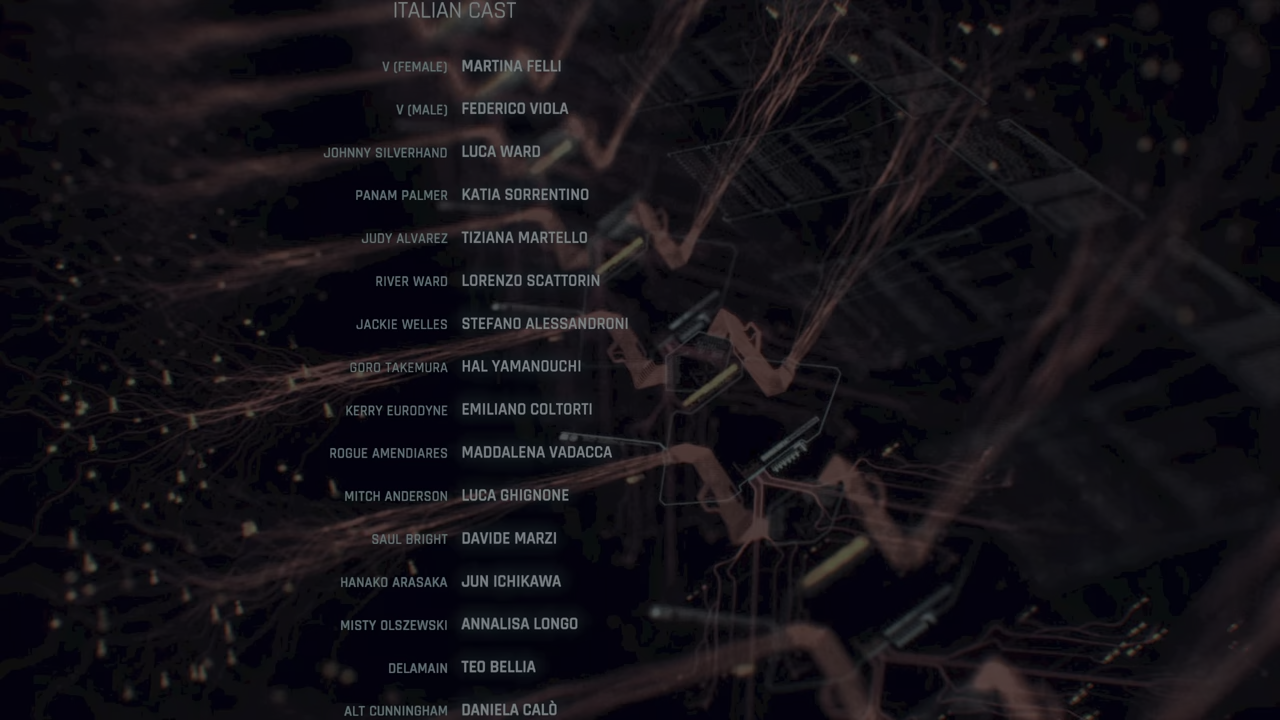 ITALIAN CAST
V (FEMALE) MARTINA FELLI
V (MALE) FEDERICO VIOLA
JOHNNY SILVERHAND LUCA WARD
PANAM PALMER KATIA SORRENTINO
JUDY ALVAREZ TIZIANA MARTELLO
RIVER WARD LORENZO SCATTORIN
JACKIE WELLES STEFANO ALESSANDRONI
GORO TAKEMURA HAL YAMANOUCHI
KERRY EURODYNE EMILIANO COLTORTI
ROGUE AMENDIARES MADDALENA VADACCA
MITCH ANDERSON LUCA GHIGNONE
SAUL BRIGHT DAVIDE MARZI
HANAKO ARASAKA JUN ICHIKAWA
MISTY OLSZEWSKI ANNALISA LONGO
DELAMAIN TEO BELLIA
ALT CUNNINGHAM DANIELA CALÒ